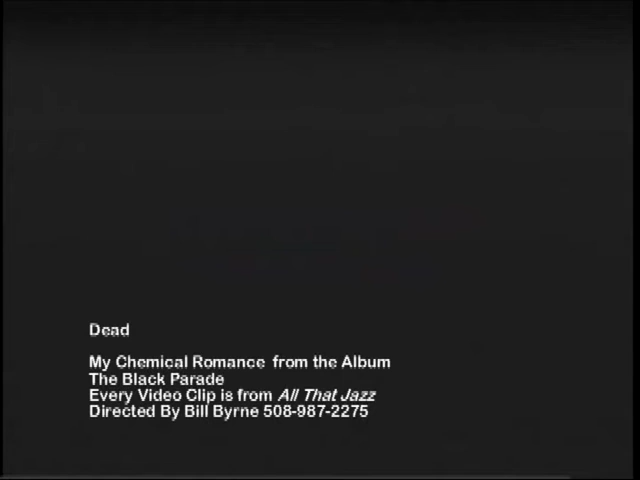 Dead
My Chemical Romance from the Album
The Black Parade
Every Video Clip is from All That Jazz
Directed By Bill Byrne 508-987-2275